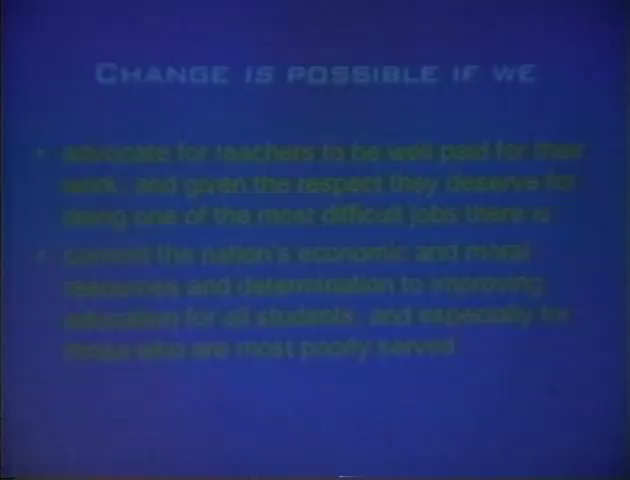 CHANGE IS POSSIBLE IF WE
• advocate for teachers to be well paid for their
work, and given the respect they deserve for
doing one of the most difficult jobs there is
• commit the nation's economic and moral
resources and determination to improving
education for all students, and especially for
those who are most poorly served